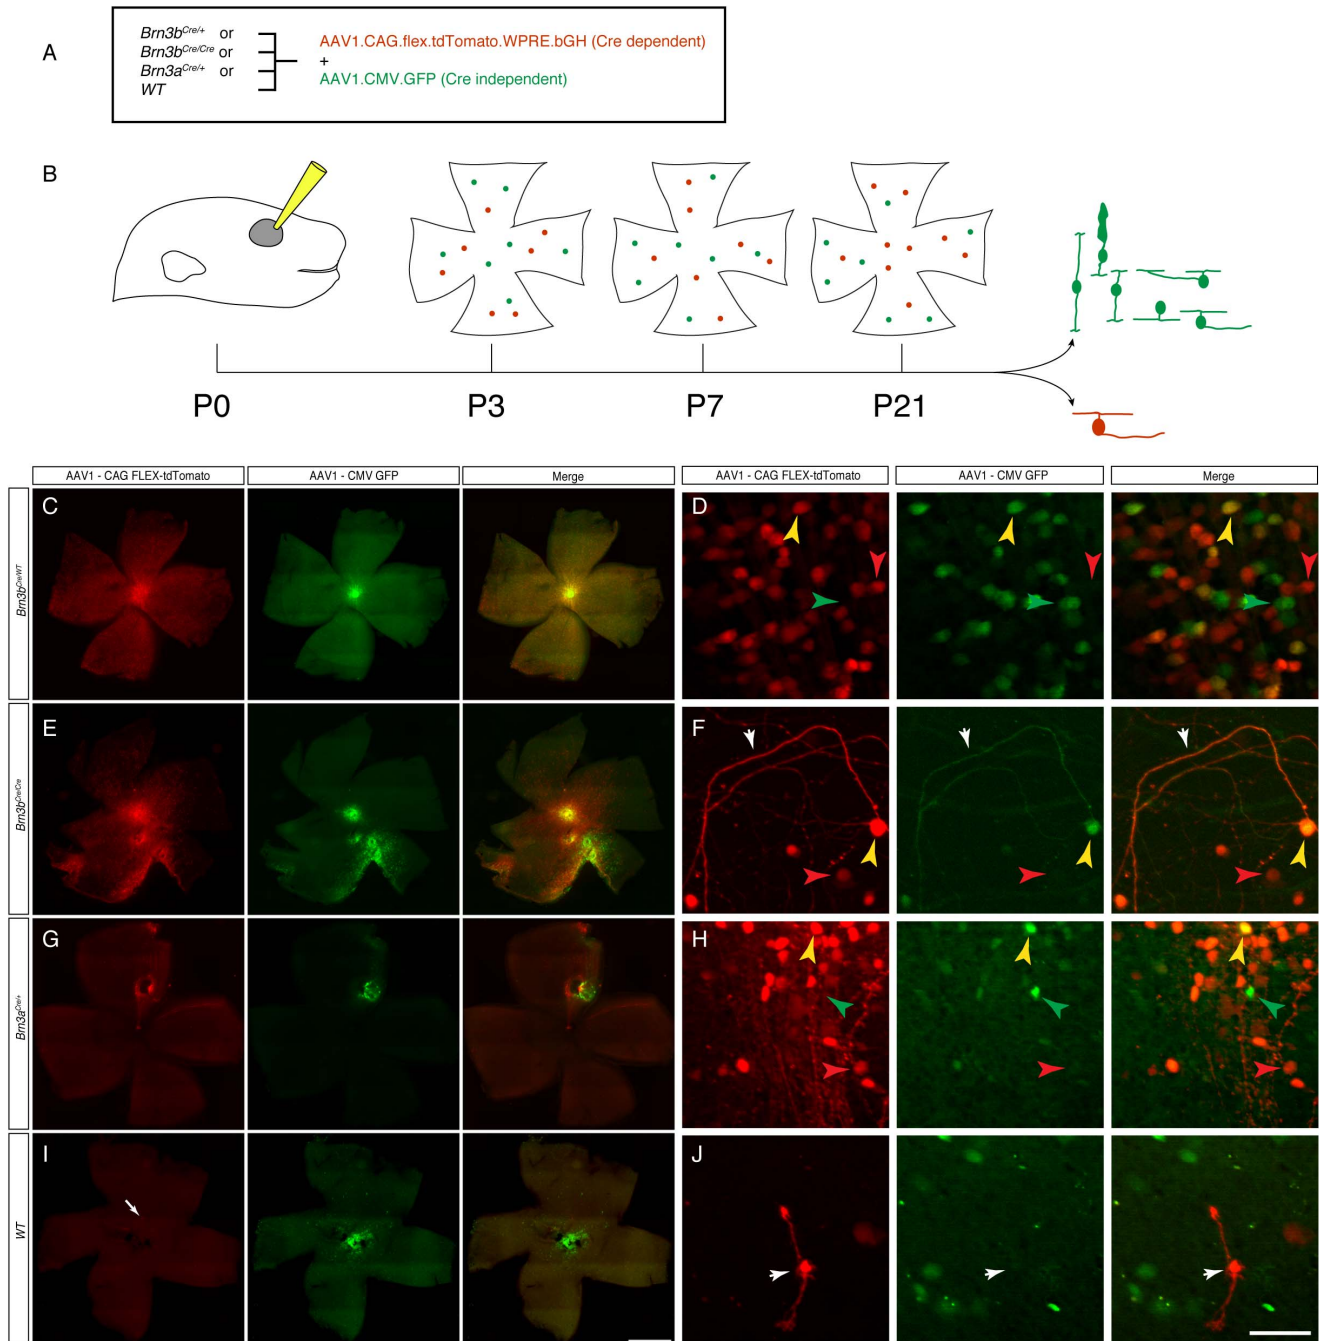 A
Brn3bCre/+ or
Brn3bCre/Cre or
Brn3aCre/+ or
WT
AAV1.CAG.flex.tdTomato.WPRE.bGH (Cre dependent)
+
AAV1.CMV.GFP (Cre independent)
B
P0 P3 P7 P21
AAV1 - CAG FLEX-tdTomato AAV1 - CMV GFP Merge AAV1 - CAG FLEX-tdTomato AAV1 - CMV GFP Merge
Brn3bCre/WT
C D
Brn3bCre/Cre
E F
Brn3aCre/+
G H
WT
I J